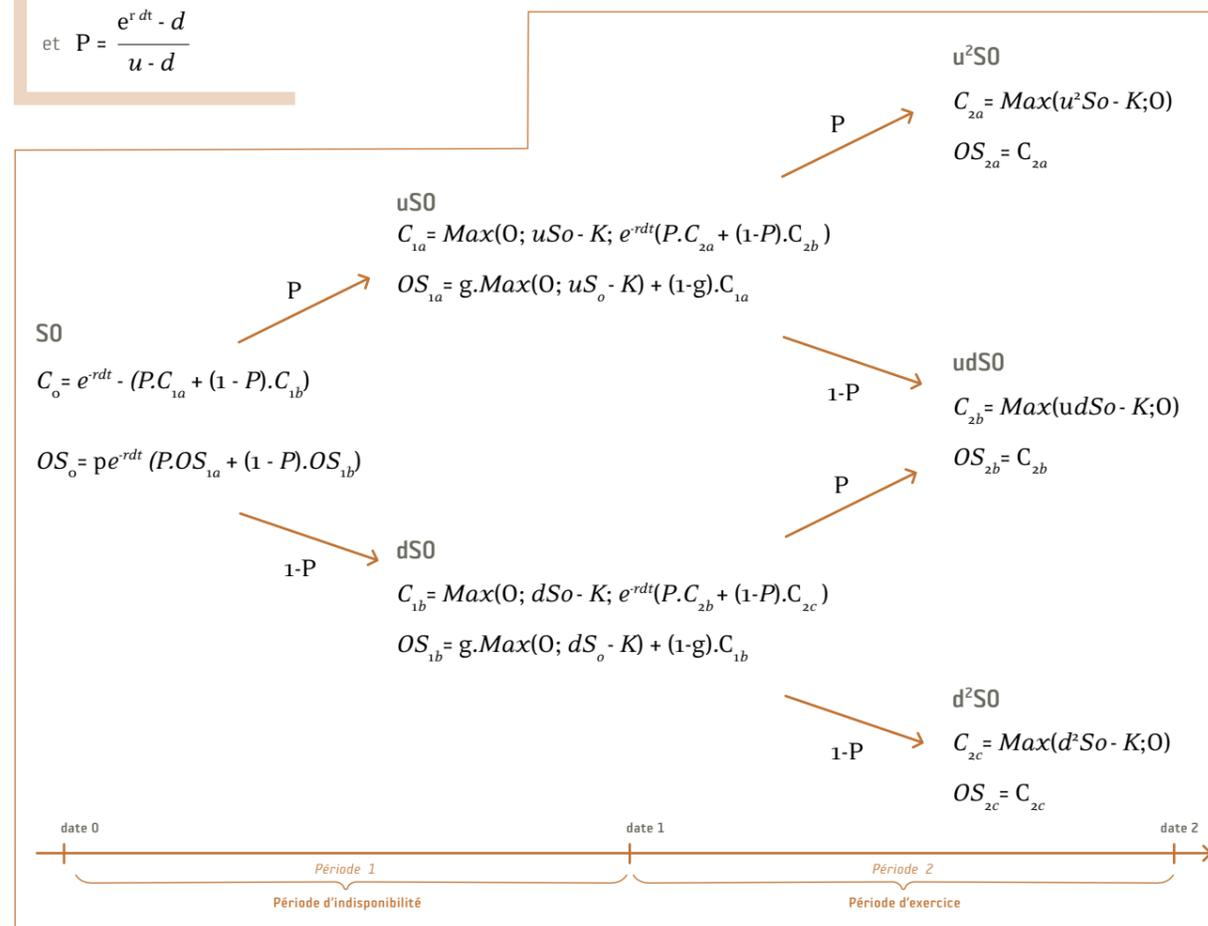 et P = e^{r dt} - d
u - d
u²S0
C_{2a}= Max(u²So - K;0)
P
OS_{2a}= C_{2a}
uS0
C_{1a}= Max(0; uSo - K; e^{-rdt}(P.C_{2a} + (1-P).C_{2b} )
OS_{1a}= g.Max(0; uS_o - K) + (1-g).C_{1a}
P
S0
C_o= e^{-rdt} - (P.C_{1a} + (1 - P).C_{1b})
OS_o= pe^{-rdt} (P.OS_{1a} + (1 - P).OS_{1b})
udS0
1-P
C_{2b}= Max(udSo - K;0)
OS_{2b}= C_{2b}
P
dS0
1-P
C_{1b}= Max(0; dSo - K; e^{-rdt}(P.C_{2b} + (1-P).C_{2c} )
OS_{1b}= g.Max(0; dS_o - K) + (1-g).C_{1b}
d²S0
1-P
C_{2c}= Max(d²So - K;0)
OS_{2c}= C_{2c}
date 0 date 1 date 2
Période 1 Période 2
Période d'indisponibilité Période d'exercice